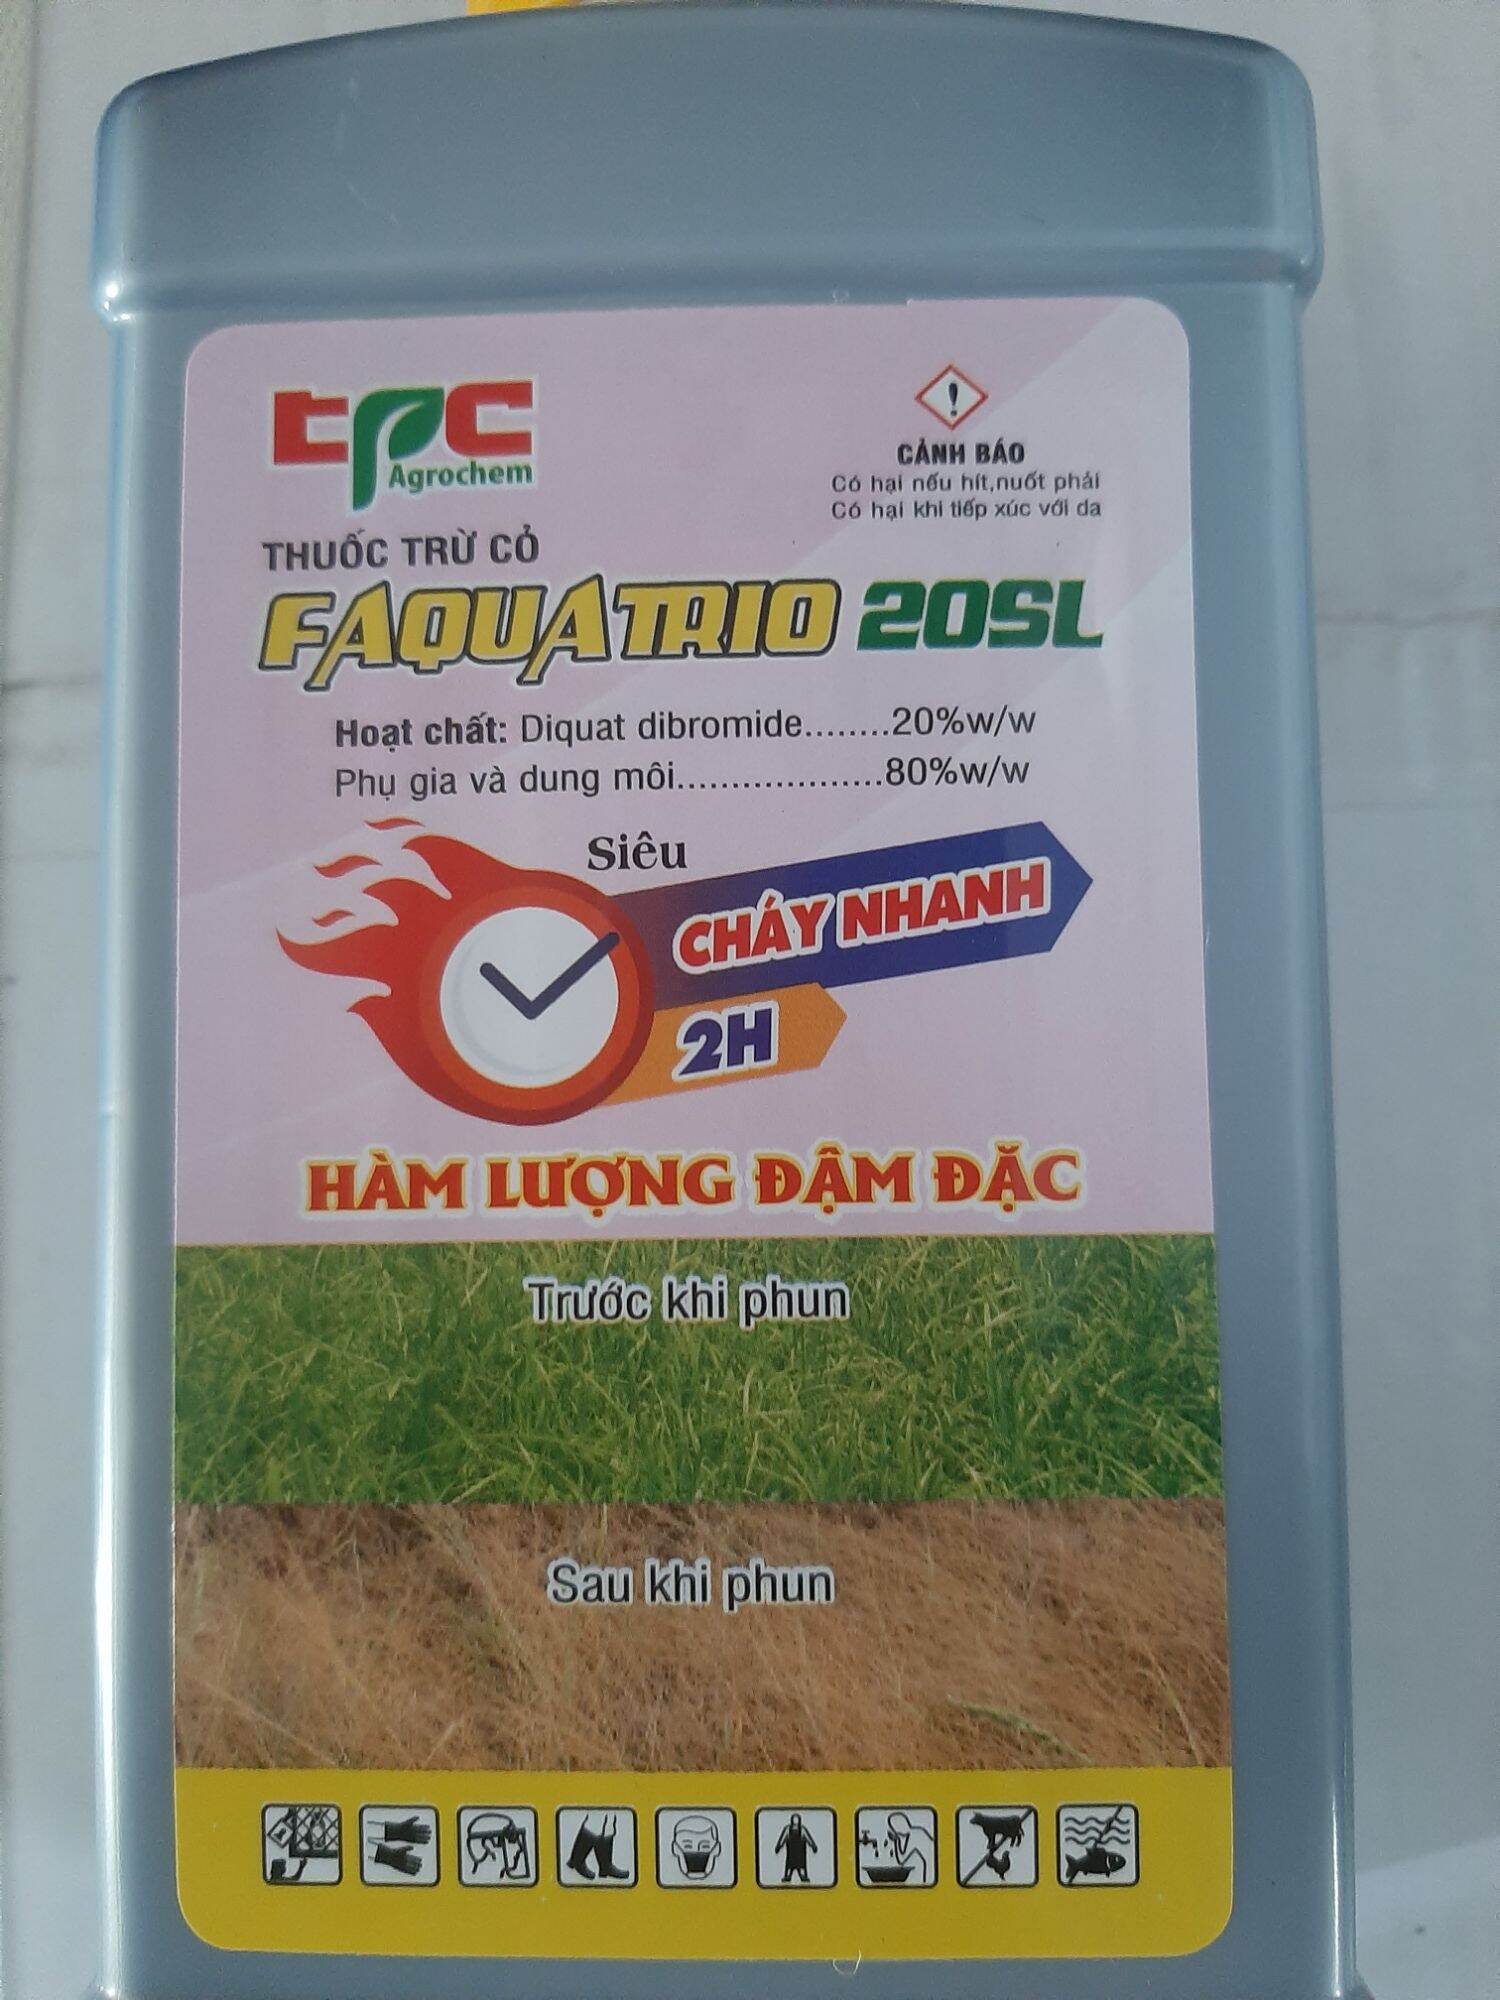 TPC
Agrochem
CẢNH BÁO
Có hại nếu hít,nuốt phải
Có hại khi tiếp xúc với da
THUỐC TRỪ CỎ
FAQUATRIO 20SL
Hoạt chất: Diquat dibromide........20%w/w
Phụ gia và dung môi...................80%w/w
Siêu
CHÁY NHANH
2H
HÀM LƯỢNG ĐẬM ĐẶC
Trước khi phun
Sau khi phun